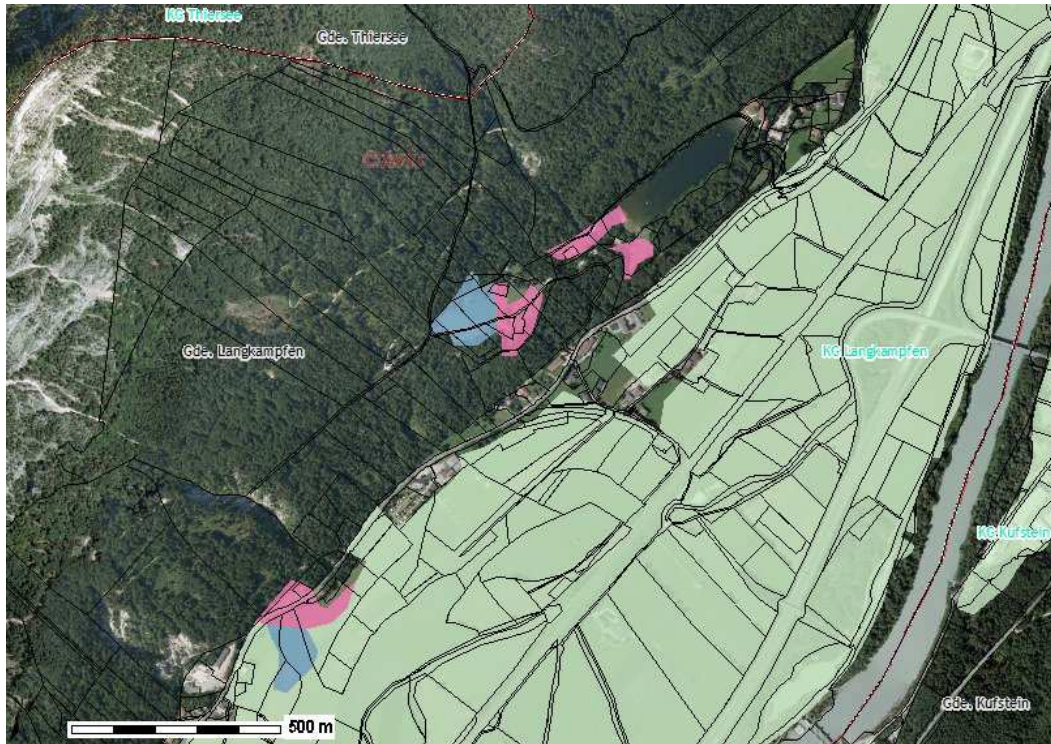 KG Thiersee
Gde. Thiersee
Gde. Langkampfen
KG Langkampfen
KG Kufstein
Gde. Kufstein
500 m